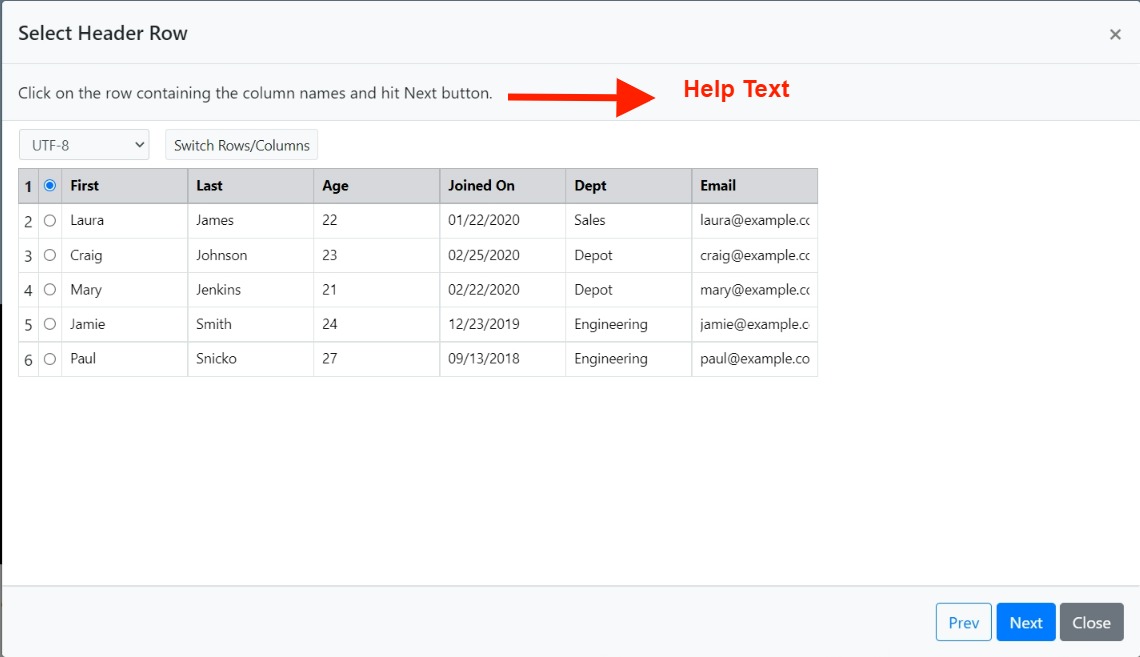 Select Header Row ×
Click on the row containing the column names and hit Next button. Help Text
UTF-8 Switch Rows/Columns
1 First Last Age Joined On Dept Email
2 Laura James 22 01/22/2020 Sales laura@example.cc
3 Craig Johnson 23 02/25/2020 Depot craig@example.cc
4 Mary Jenkins 21 02/22/2020 Depot mary@example.cc
5 Jamie Smith 24 12/23/2019 Engineering jamie@example.c
6 Paul Snicko 27 09/13/2018 Engineering paul@example.co
Prev Next Close